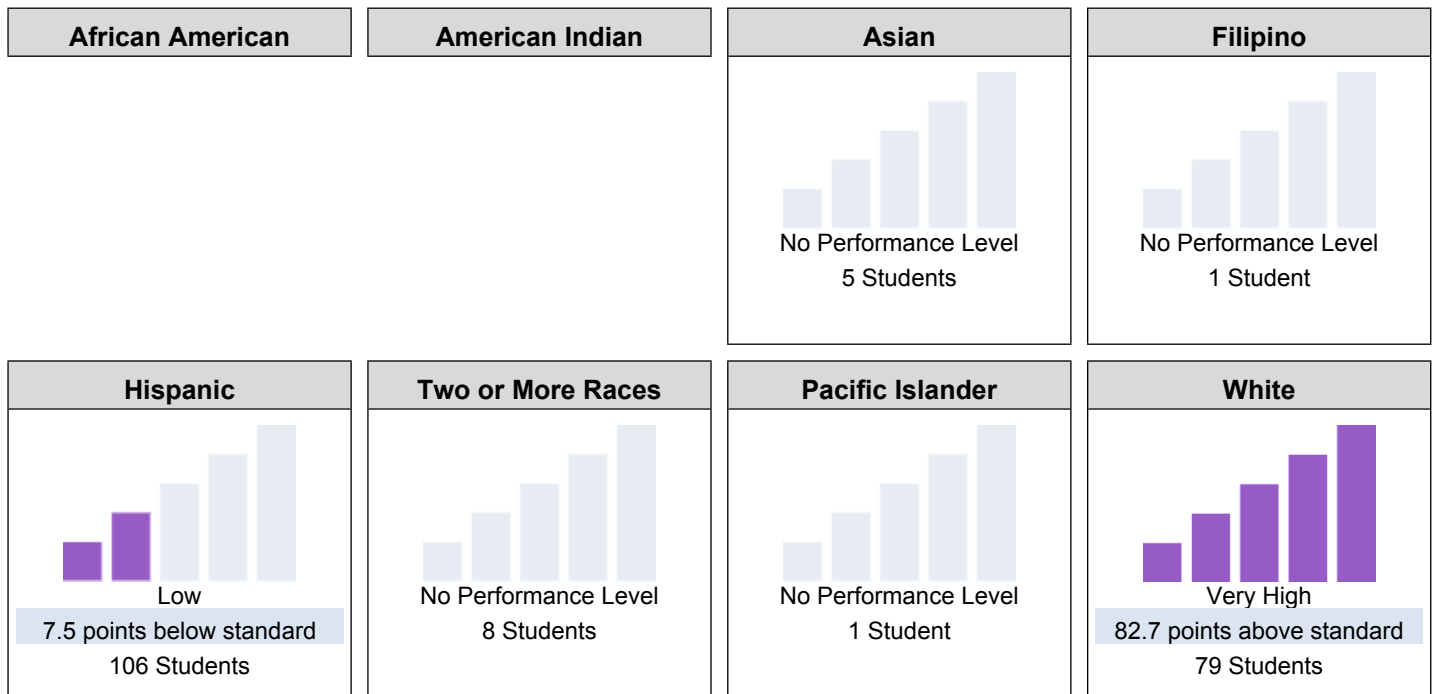 African American
American Indian
Asian
No Performance Level
5 Students
Filipino
No Performance Level
1 Student
Hispanic
Low
7.5 points below standard
106 Students
Two or More Races
No Performance Level
8 Students
Pacific Islander
No Performance Level
1 Student
White
Very High
82.7 points above standard
79 Students